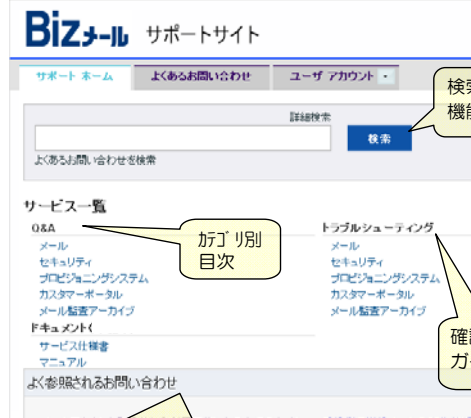 Bizメール サポートサイト
サポート ホーム よくあるお問い合わせ ユーザ アカウント
検索
機能
詳細検索
検索
よくあるお問い合わせを検索
サービス一覧
Q&A
メール
セキュリティ
プロビジョニングシステム
カスタマーポータル
メール監査アーカイブ
ドキュメント(
サービス仕様書
マニュアル
カテゴリ別
目次
トラブルシューティング
メール
セキュリティ
プロビジョニングシステム
カスタマーポータル
メール監査アーカイブ
確認
ガ
よく参照されるお問い合わせ